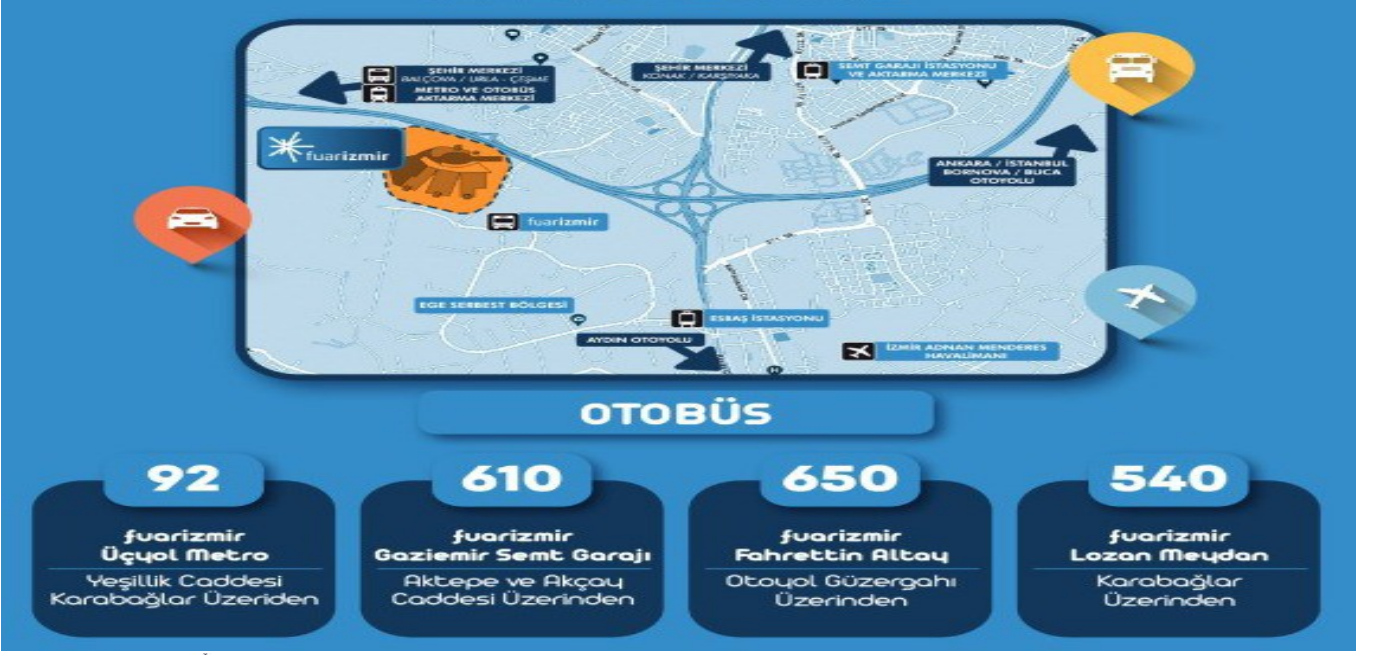 ŞEHİR MERKEZİ
BALÇOVA / URLA - ÇEŞME
METRO VE OTOBÜS
AKTARMA MERKEZİ
ŞEHİR MERKEZİ
KONAK / KARŞIYAKA
SEMT GARAJI İSTASYONU
VE AKTARMA MERKEZİ
fuarizmir
ANKARA / İSTANBUL
BORNOVA / BUCA
OTOYOLU
fuarizmir
EGE SERBEST BÖLGESİ
ESBAŞ İSTASYONU
AYDIN OTOYOLU
İZMİR ADNAN MENDERES
HAVALİMANI
OTOBÜS
92
fuarizmir
Üçyol Metro
Yeşillik Caddesi
Karabağlar Üzeriden
610
fuarizmir
Gaziemir Semt Garajı
Aktepe ve Akçay
Caddesi Üzerinden
650
fuarizmir
Fahrettin Altay
Otoyol Güzergahı
Üzerinden
540
fuarizmir
Lozan Meydan
Karabağlar
Üzerinden